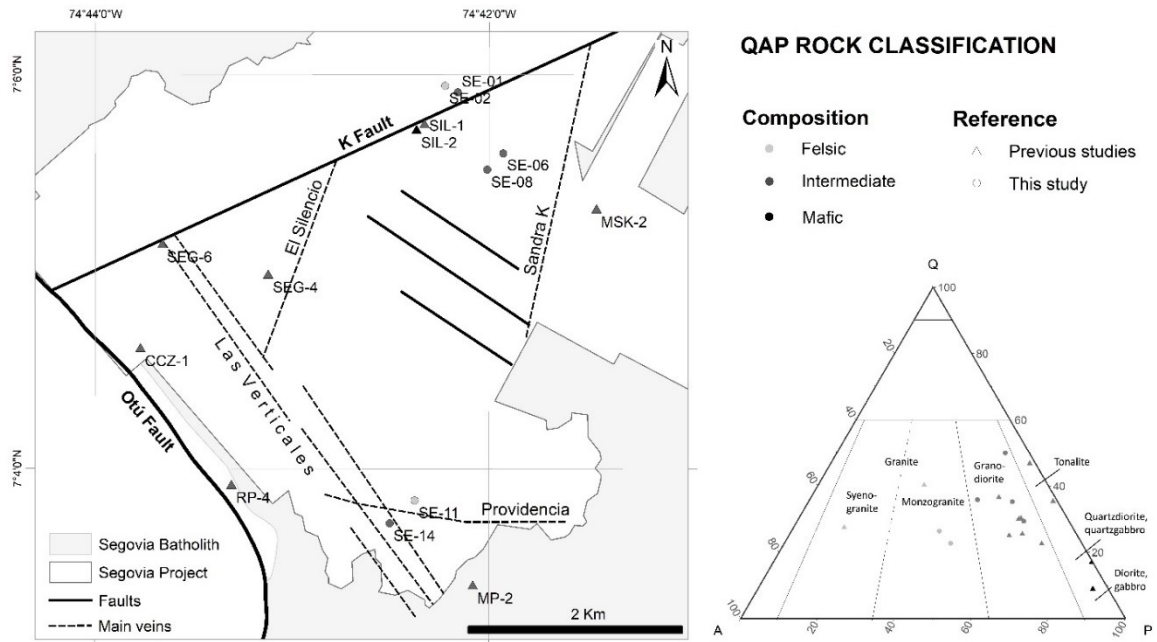 74°44'0"W
74°42'0"W
7°6'0"N
7°4'0"N
N
SE-01
SE-02
K Fault
SIL-1
SIL-2
SE-06
SE-08
MSK-2
El Silencio
Sandra K
SEG-6
SEG-4
CCZ-1
Las Verticales
Otú Fault
RP-4
SE-11
Providencia
SE-14
MP-2
Segovia Batholith
Segovia Project
Faults
Main veins
2 Km
QAP ROCK CLASSIFICATION
Composition
Felsic
Intermediate
Mafic
Reference
Previous studies
This study
Q
100
20
80
40
60
Granite
Grano-
diorite
Tonalite
60
40
Syeno-
granite
Monzogranite
Quartzdiorite,
quartzgabbro
80
20
Diorite,
gabbro
100
A
20
40
60
80
100
P